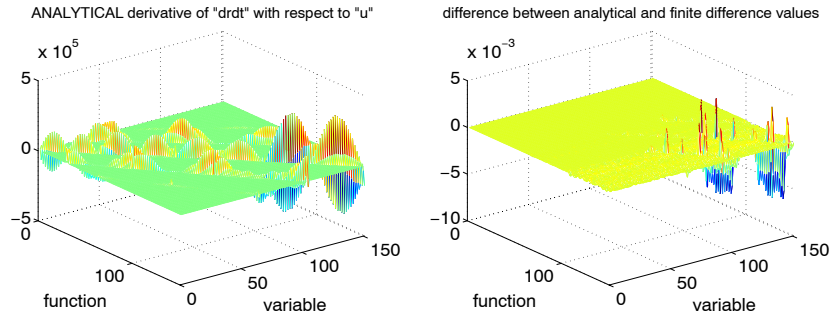 ANALYTICAL derivative of "drdt" with respect to "u"
x 10^5
5
0
−5
0
100
function
0
50
100
150
variable
difference between analytical and finite difference values
x 10^−3
5
0
−5
−10
0
100
function
0
50
100
150
variable